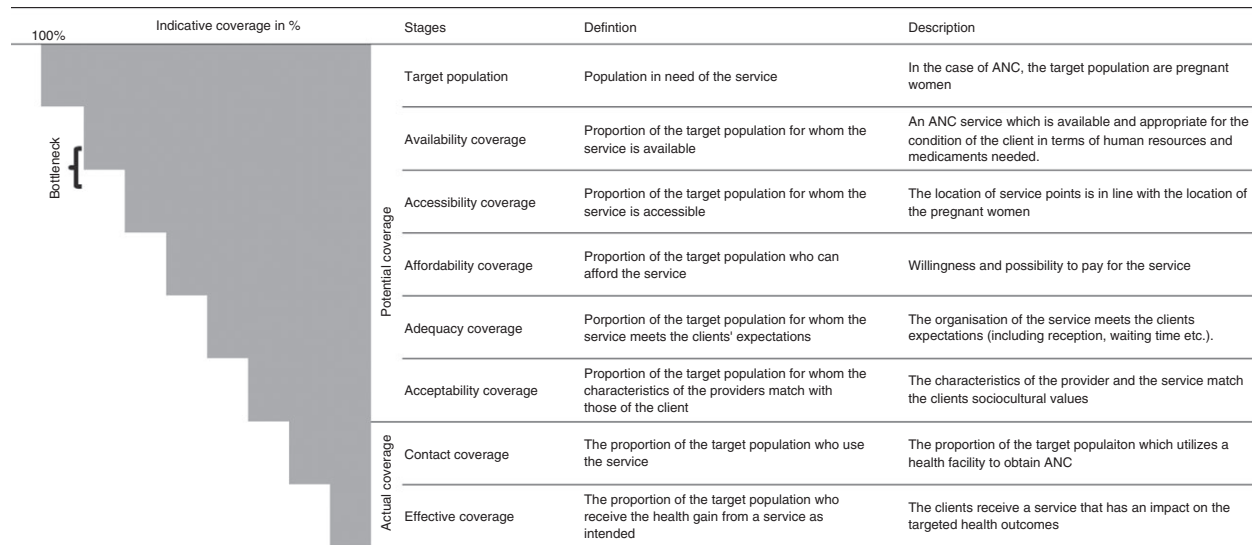 Indicative coverage in %
Stages
Defintion
Description
100%
Target population
Population in need of the service
In the case of ANC, the target population are pregnant
women
Availability coverage
Proportion of the target population for whom the
service is available
An ANC service which is available and appropriate for the
condition of the client in terms of human resources and
medicaments needed.
Bottleneck
Accessibility coverage
Proportion of the target population for whom the
service is accessible
The location of service points is in line with the location of
the pregnant women
Potential coverage
Affordability coverage
Proportion of the target population who can
afford the service
Willingness and possibility to pay for the service
Adequacy coverage
Porportion of the target population for whom the
service meets the clients' expectations
The organisation of the service meets the clients
expectations (including reception, waiting time etc.).
Acceptability coverage
Proportion of the target population for whom the
characteristics of the providers match with
those of the client
The characteristics of the provider and the service match
the clients sociocultural values
Actual coverage
Contact coverage
The proportion of the target population who use
the service
The proportion of the target populaiton which utilizes a
health facility to obtain ANC
Effective coverage
The proportion of the target population who
receive the health gain from a service as
intended
The clients receive a service that has an impact on the
targeted health outcomes